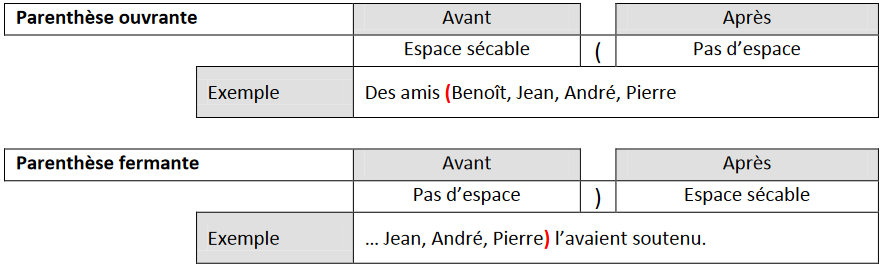 Parenthèse ouvrante Avant Après
Espace sécable ( Pas d’espace
Exemple Des amis (Benoît, Jean, André, Pierre
Parenthèse fermante Avant Après
Pas d’espace ) Espace sécable
Exemple … Jean, André, Pierre) l’avaient soutenu.